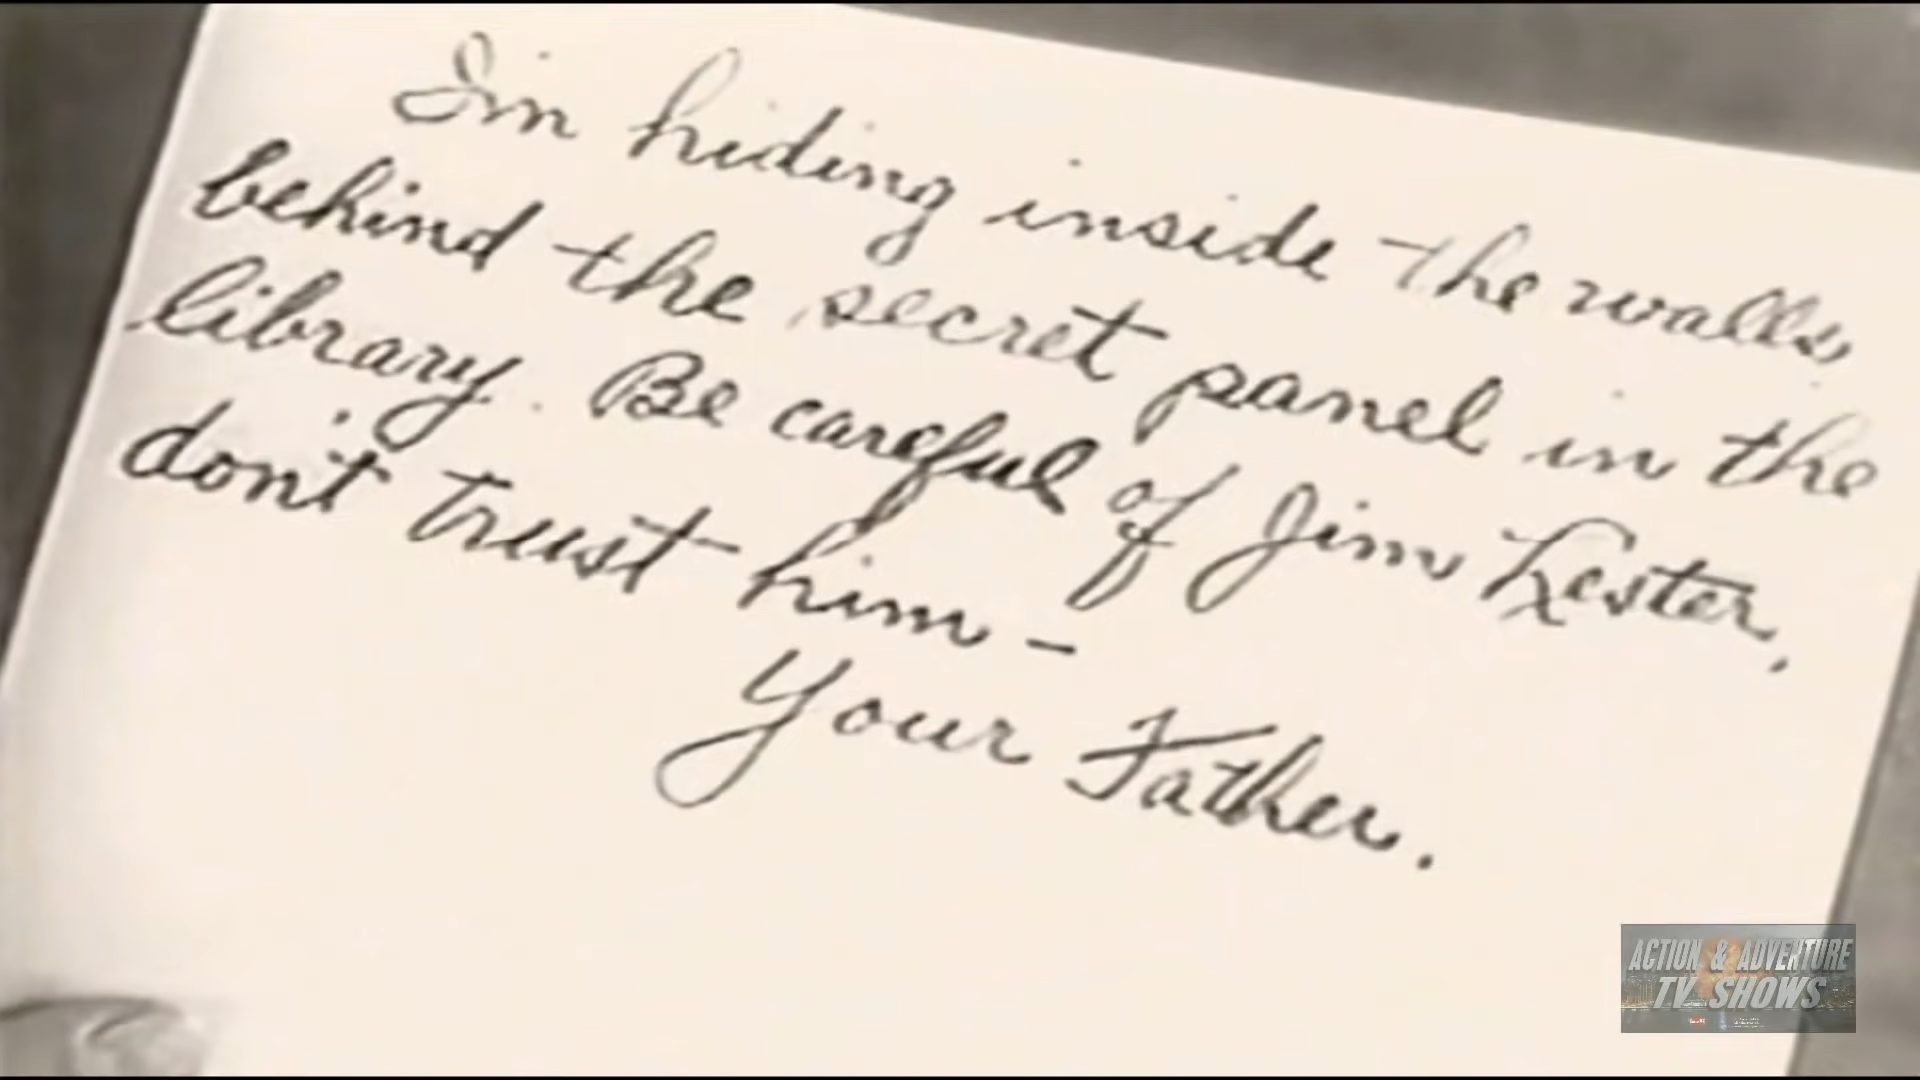 I'm hiding inside the walls,
behind the secret panel in the
library. Be careful of Jim Lester,
don't trust him -
Your Father.
ACTION & ADVENTURE
TV SHOWS